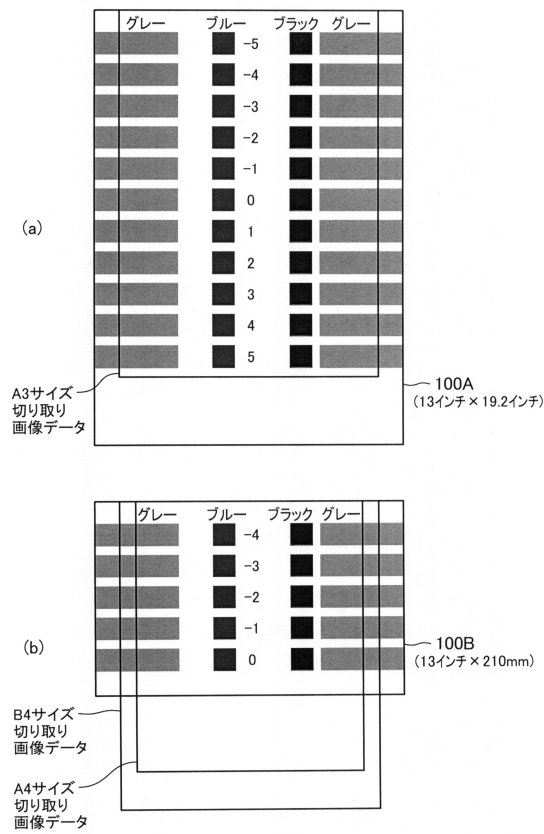 グレー ブルー ブラック グレー
-5
-4
-3
-2
-1
0
1
2
3
4
5
(a)
A3サイズ
切り取り
画像データ
100A
(13インチ×19.2インチ)
グレー ブルー ブラック グレー
-4
-3
-2
-1
0
(b)
100B
(13インチ×210mm)
B4サイズ
切り取り
画像データ
A4サイズ
切り取り
画像データ